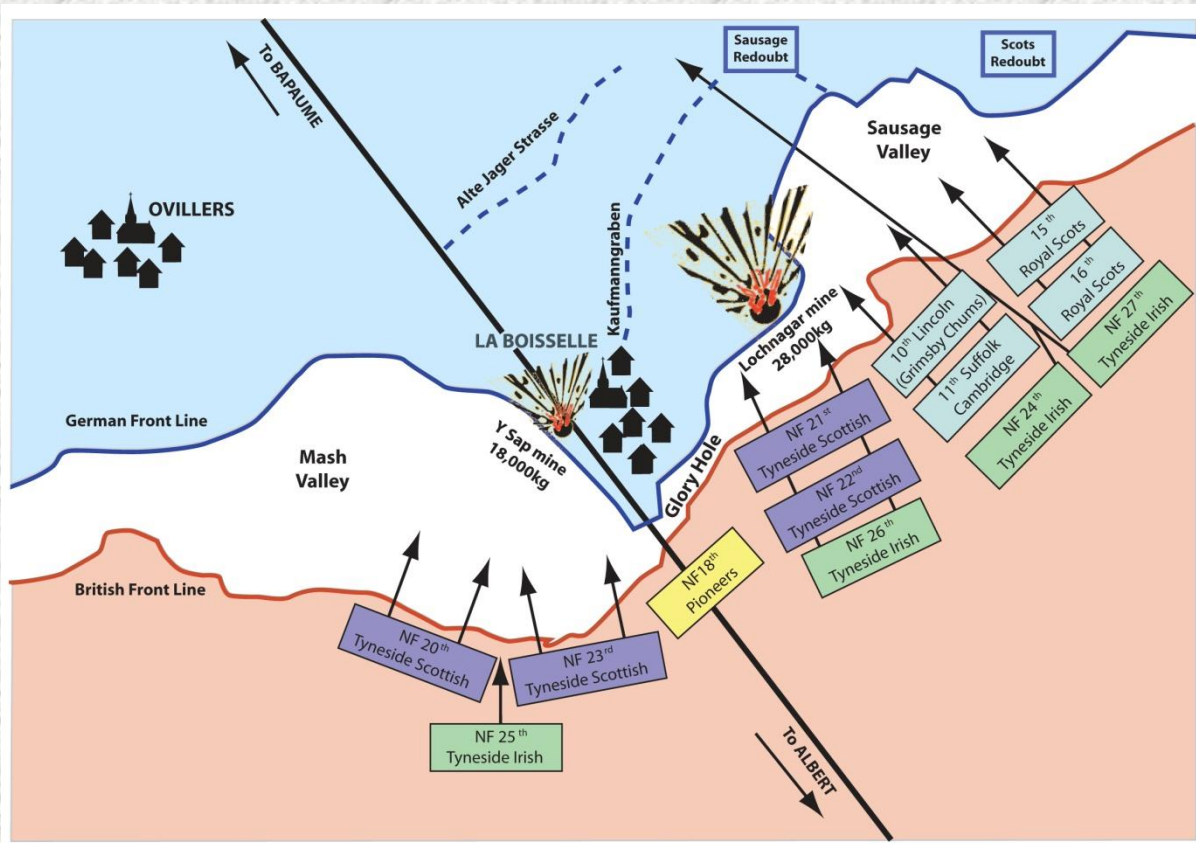 To BAPAUME
Sausage
Redoubt
Scots
Redoubt
Alte Jager Strasse
Sausage
Valley
OVILLERS
Kaufmanngraben
LA BOISSELLE
Lochnagar mine
28,000kg
15th
Royal Scots
16th
Royal Scots
NF 27th
Tyneside Irish
10th Lincoln
(Grimsby Chums)
11th Suffolk
Cambridge
NF 24th
Tyneside Irish
German Front Line
Mash
Valley
Y Sap mine
18,000kg
Glory Hole
NF 21st
Tyneside Scottish
NF 22nd
Tyneside Scottish
NF 26th
Tyneside Irish
British Front Line
NF18th
Pioneers
NF 20th
Tyneside Scottish
NF 23rd
Tyneside Scottish
NF 25th
Tyneside Irish
To ALBERT